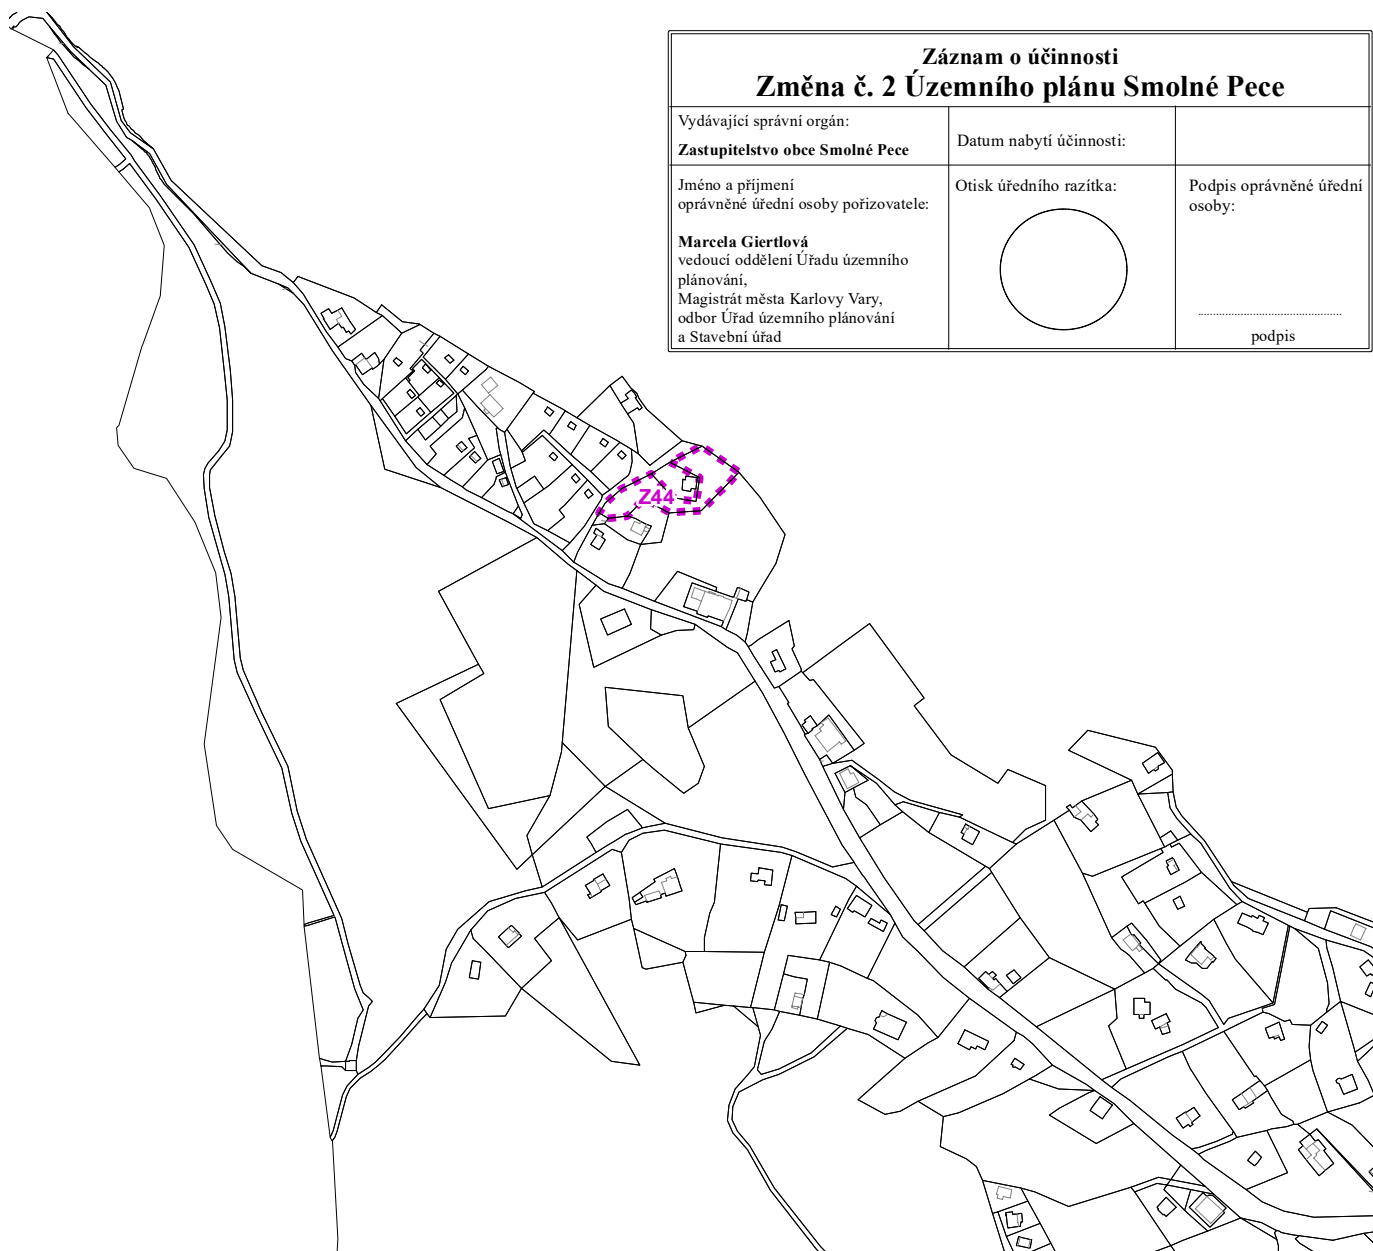 Záznam o účinnosti
Změna č. 2 Územního plánu Smolné Pece
Vydávající správní orgán:
Zastupitelstvo obce Smolné Pece
Datum nabytí účinnosti:
Jméno a příjmení
oprávněné úřední osoby pořizovatele:
Marcela Giertlová
vedoucí oddělení Úřadu územního
plánování,
Magistrát města Karlovy Vary,
odbor Úřad územního plánování
a Stavební úřad
Otisk úředního razítka:
Podpis oprávněné úřední
osoby:
podpis
Z44